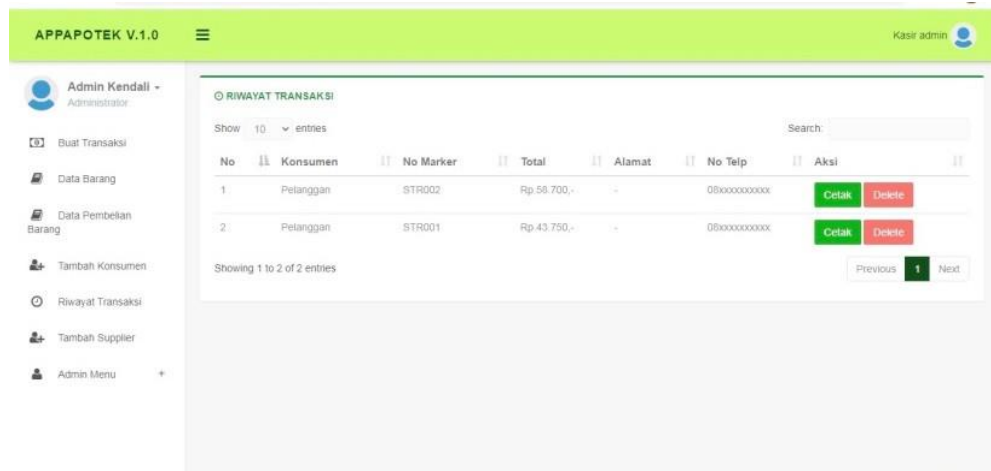 APPAPOTEK V.1.0
Kasir admin
Admin Kendali
Administrator
Buat Transaksi
Data Barang
Data Pembelian
Barang
Tambah Konsumen
Riwayat Transaksi
Tambah Supplier
Admin Menu +
RIWAYAT TRANSAKSI
Show 10 entries Search:
No Konsumen No Marker Total Alamat No Telp Aksi
1 Pelanggan STR002 Rp.58.700,- - 08xxxxxxxxxx Cetak Delete
2 Pelanggan STR001 Rp.43.750,- - 08xxxxxxxxxx Cetak Delete
Showing 1 to 2 of 2 entries Previous 1 Next